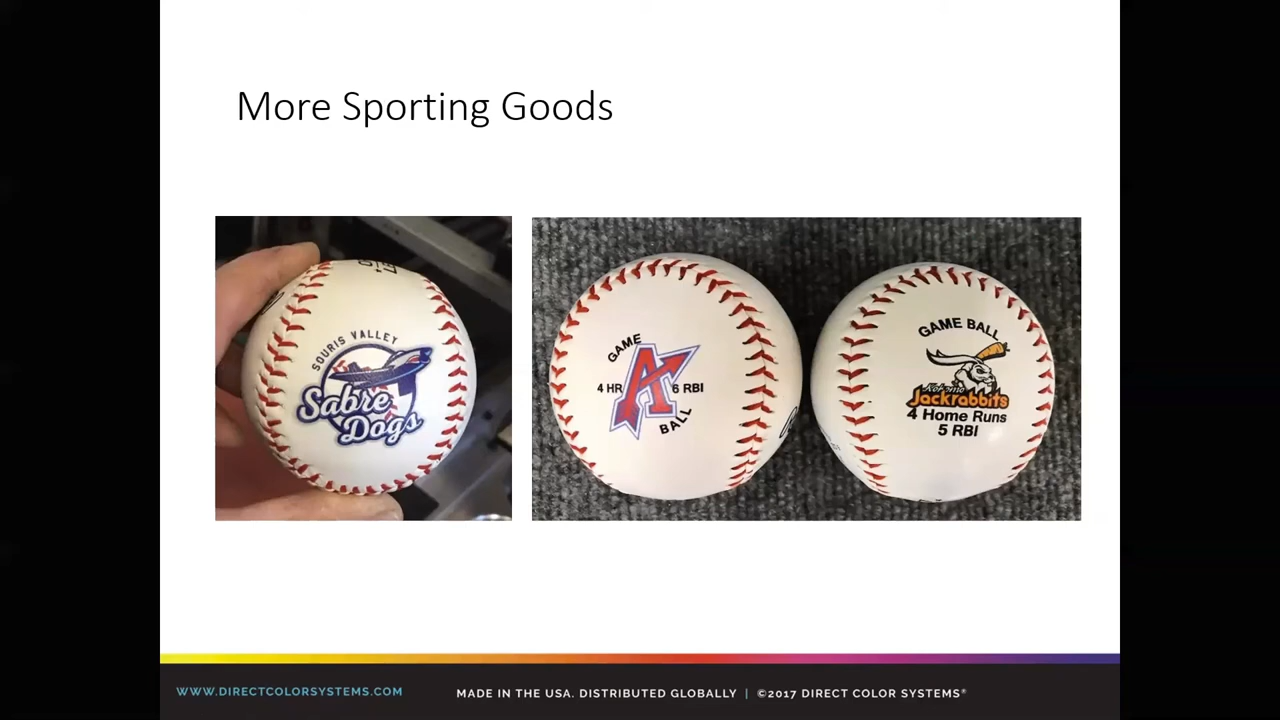 More Sporting Goods
SOURIS VALLEY
Sabre
Dogs
GAME
4 HR
A
6 RBI
BALL
GAME BALL
Kokomo
Jackrabbits
4 Home Runs
5 RBI
WWW.DIRECTCOLORSYSTEMS.COM
MADE IN THE USA. DISTRIBUTED GLOBALLY | ©2017 DIRECT COLOR SYSTEMS®